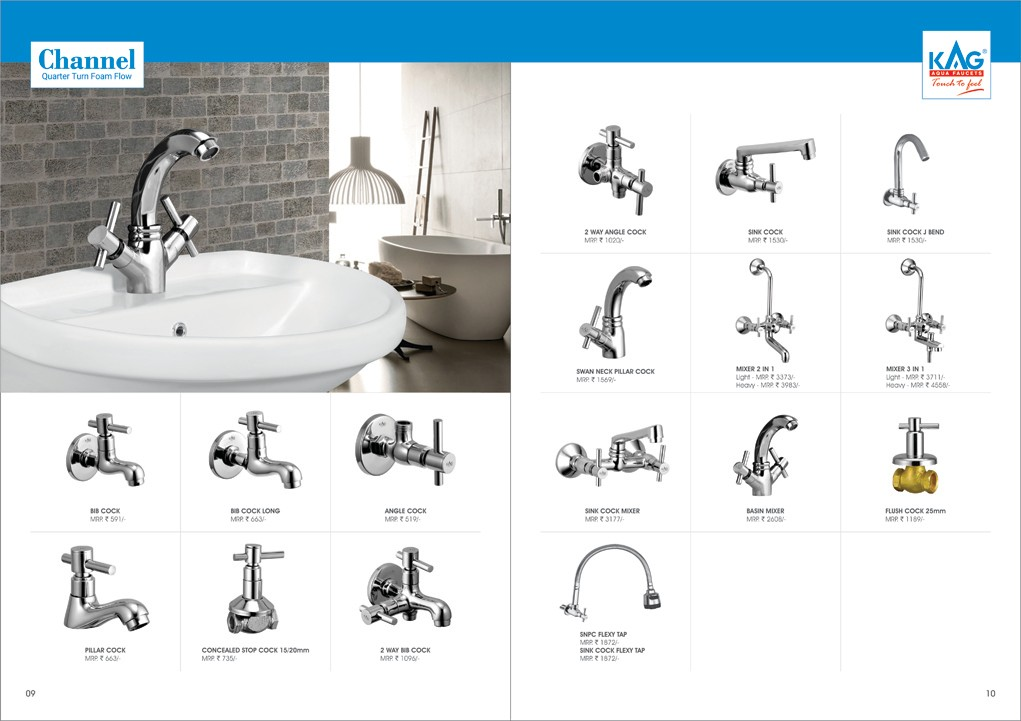 Channel
Quarter Turn Foam Flow
KAG®
AQUA FAUCETS
Touch to feel
BIB COCK
MRP. ₹ 591/-
BIB COCK LONG
MRP. ₹ 663/-
ANGLE COCK
MRP. ₹ 519/-
PILLAR COCK
MRP. ₹ 663/-
CONCEALED STOP COCK 15/20mm
MRP. ₹ 735/-
2 WAY BIB COCK
MRP. ₹ 1096/-
09
2 WAY ANGLE COCK
MRP. ₹ 1020/-
SINK COCK
MRP. ₹ 1530/-
SINK COCK J BEND
MRP. ₹ 1530/-
SWAN NECK PILLAR COCK
MRP. ₹ 1569/-
MIXER 2 IN 1
Light - MRP. ₹ 3373/-
Heavy - MRP. ₹ 3983/-
MIXER 3 IN 1
Light - MRP. ₹ 3711/-
Heavy - MRP. ₹ 4558/-
SINK COCK MIXER
MRP. ₹ 3177/-
BASIN MIXER
MRP. ₹ 2608/-
FLUSH COCK 25mm
MRP. ₹ 1189/-
SNPC FLEXY TAP
MRP. ₹ 1872/-
SINK COCK FLEXY TAP
MRP. ₹ 1872/-
10